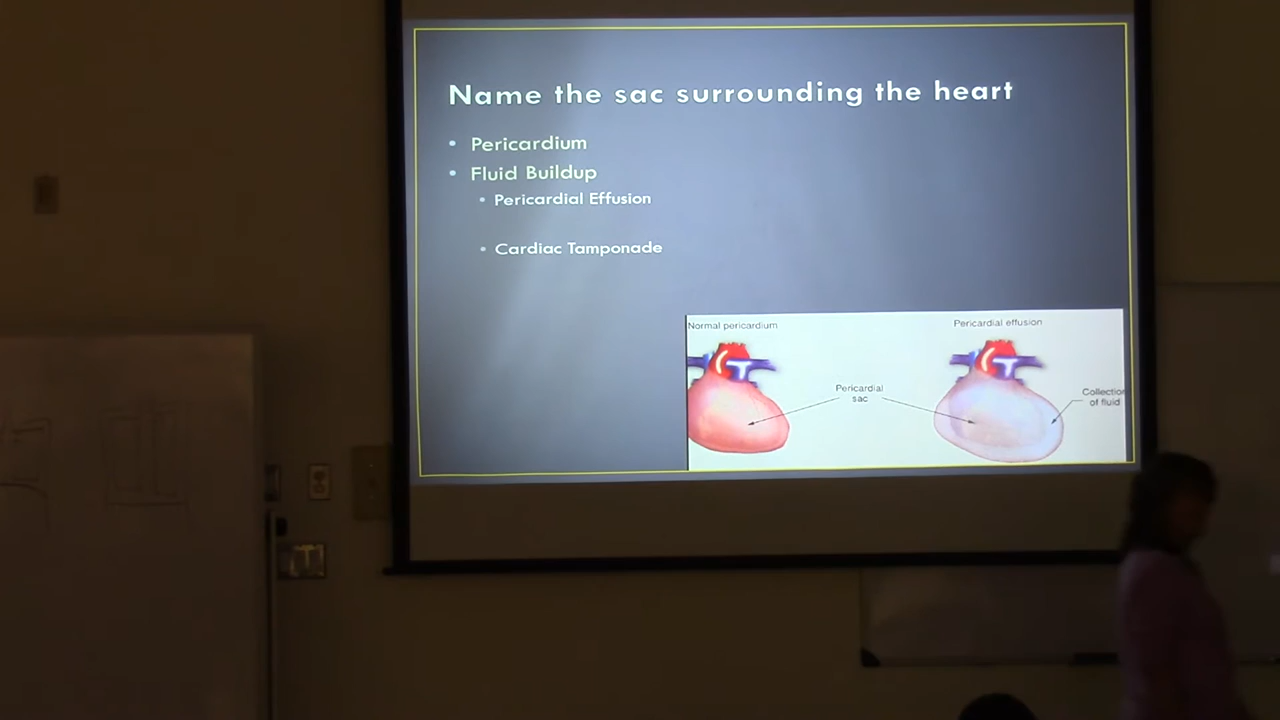 Name the sac surrounding the heart
• Pericardium
• Fluid Buildup
• Pericardial Effusion
• Cardiac Tamponade
Normal pericardium
Pericardial effusion
Pericardial
sac
Collection
of fluid